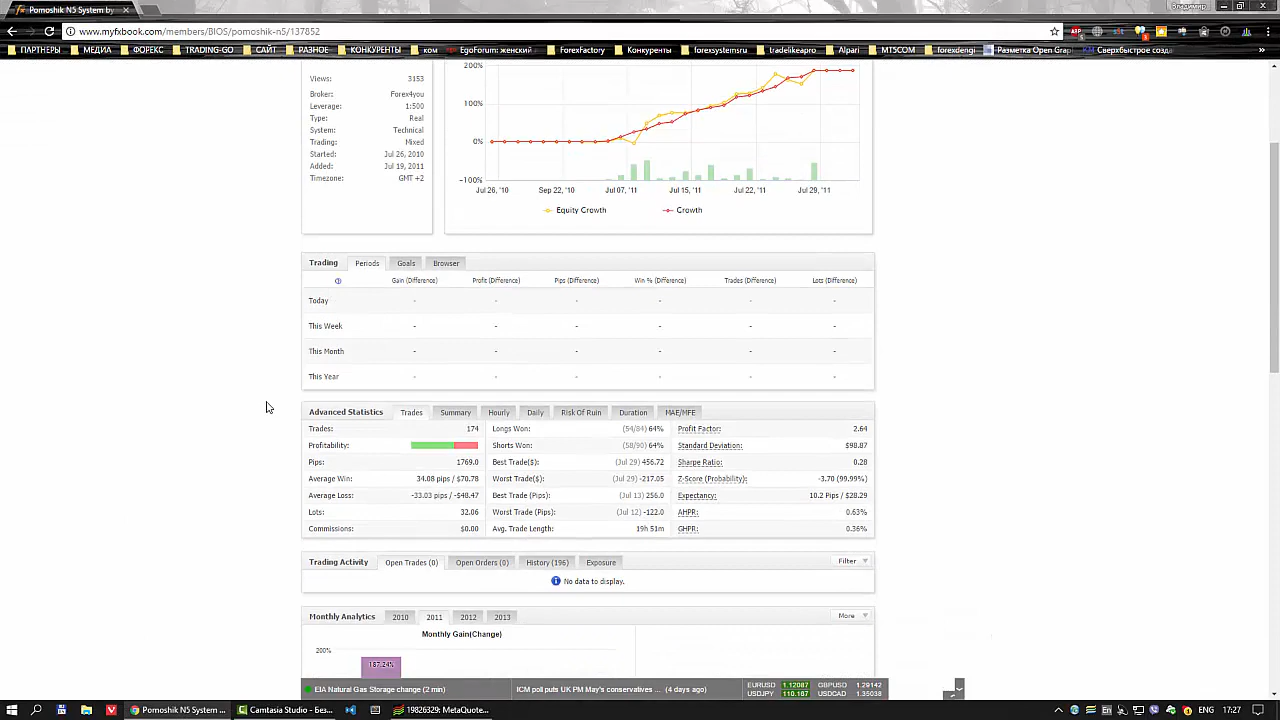 Pomoshik N5 System by
Владимир
www.myfxbook.com/members/BIOS/pomoshik-n5/137852
ПАРТНЕРЫ МЕДИА ФОРЕКС TRADING-GO САЙТ РАЗНОЕ КОНКУРЕНТЫ ком EgoForum: женский ForexFactory Конкуренты forexsystemsru tradelikeapro Alpari MT5COM forexdengi Разметка Open Grap Сверхбыстрое созд
Views: 3153
Broker: Forex4you
Leverage: 1:500
Type: Real
System: Technical
Trading: Mixed
Started: Jul 26, 2010
Added: Jul 19, 2011
Timezone: GMT +2
200%
100%
0%
-100%
Jul 26, '10 Sep 22, '10 Jul 07, '11 Jul 15, '11 Jul 22, '11 Jul 29, '11
Equity Growth Growth
Trading Periods Goals Browser
Gain (Difference) Profit (Difference) Pips (Difference) Win % (Difference) Trades (Difference) Lots (Difference)
Today - - - - - -
This Week - - - - - -
This Month - - - - - -
This Year - - - - - -
Advanced Statistics Trades Summary Hourly Daily Risk Of Ruin Duration MAE/MFE
Trades: 174 Longs Won: (54/84) 64% Profit Factor: 2.64
Profitability: Shorts Won: (58/90) 64% Standard Deviation: $98.87
Pips: 1769.0 Best Trade($): (Jul 29) 456.72 Sharpe Ratio: 0.28
Average Win: 34.08 pips / $70.78 Worst Trade($): (Jul 29) -217.05 Z-Score (Probability): -3.70 (99.99%)
Average Loss: -33.03 pips / -$48.47 Best Trade (Pips): (Jul 13) 256.0 Expectancy: 10.2 Pips / $28.29
Lots: 32.06 Worst Trade (Pips): (Jul 12) -122.0 AHPR: 0.63%
Commissions: $0.00 Avg. Trade Length: 19h 51m GHPR: 0.36%
Trading Activity Open Trades (0) Open Orders (0) History (196) Exposure Filter
No data to display.
Monthly Analytics 2010 2011 2012 2013 More
Monthly Gain(Change)
200%
187.24%
EIA Natural Gas Storage change (2 min) ICM poll puts UK PM May's conservatives ... (4 days ago) EURUSD 1.12087 GBPUSD 1.29142
USDJPY 110.187 USDCAD 1.35038
Pomoshik N5 System ... Camtasia Studio - Без... 19826329: MetaQuote... ENG 17:27